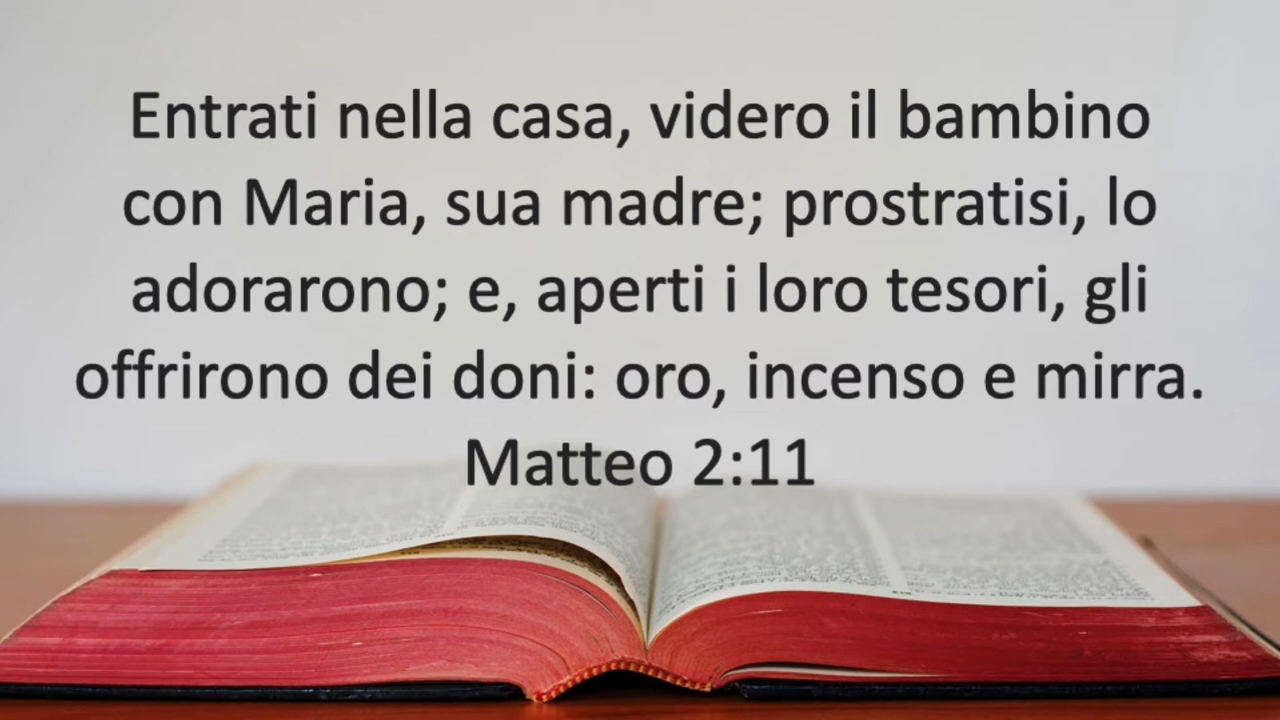 Entrati nella casa, videro il bambino
con Maria, sua madre; prostratisi, lo
adorarono; e, aperti i loro tesori, gli
offrirono dei doni: oro, incenso e mirra.
Matteo 2:11